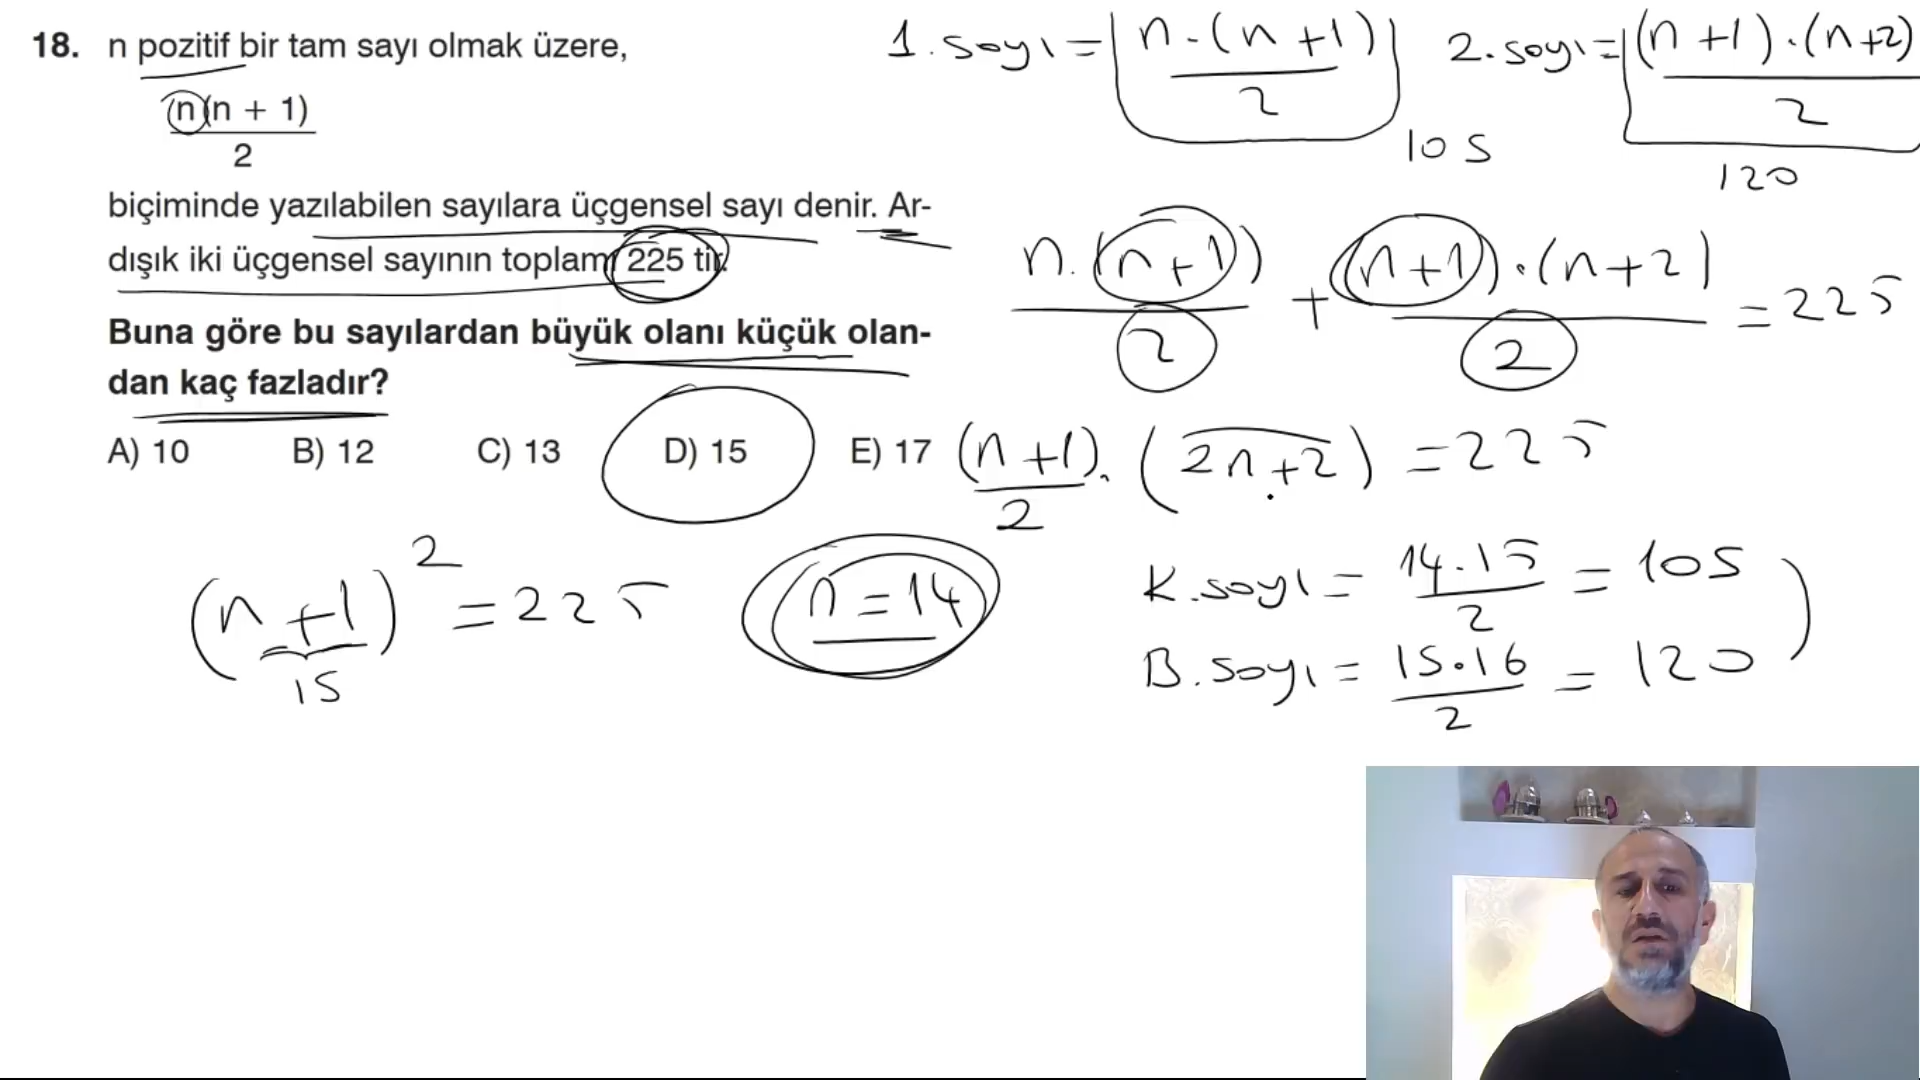 18. n pozitif bir tam sayı olmak üzere,
n(n + 1)
2
biçiminde yazılabilen sayılara üçgensel sayı denir. Ar-
dışık iki üçgensel sayının toplamı 225 tir.
Buna göre bu sayılardan büyük olanı küçük olan-
dan kaç fazladır?
A) 10 B) 12 C) 13 D) 15 E) 17
1. sayı = n.(n+1)
2
105
2. sayı = (n+1).(n+2)
2
120
n.(n+1) + (n+1).(n+2) = 225
2 2
(n+1).(2n+2) = 225
2
(n+1)² = 225
15
n = 14
K. sayı = 14.15 = 105
2
B. sayı = 15.16 = 120
2